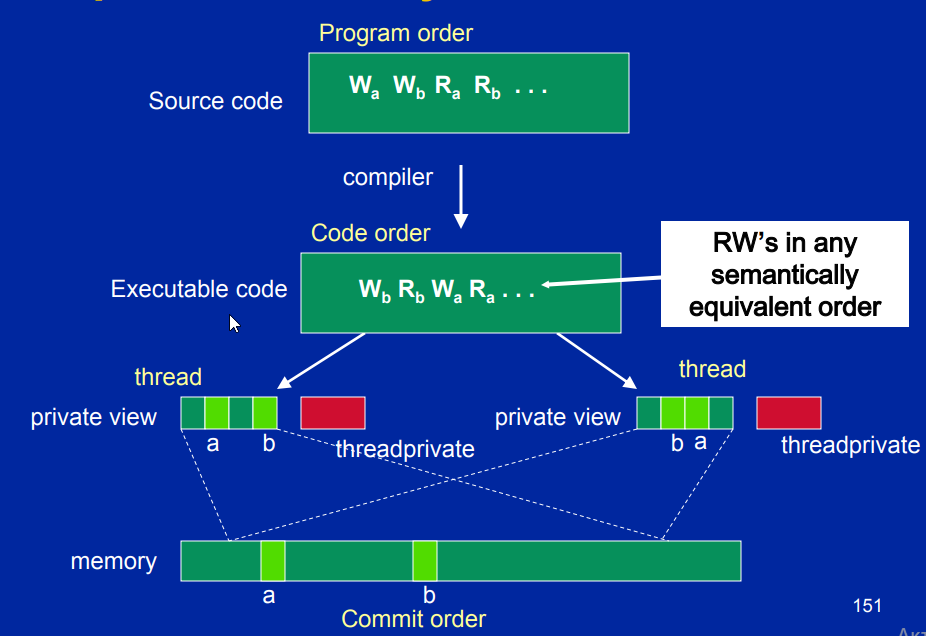 Program order
Source code
Wa Wb Ra Rb . . .
compiler
Code order
Executable code
Wb Rb Wa Ra . . .
RW's in any
semantically
equivalent order
thread
thread
private view
a
b
threadprivate
private view
b
a
threadprivate
memory
a
b
Commit order
151